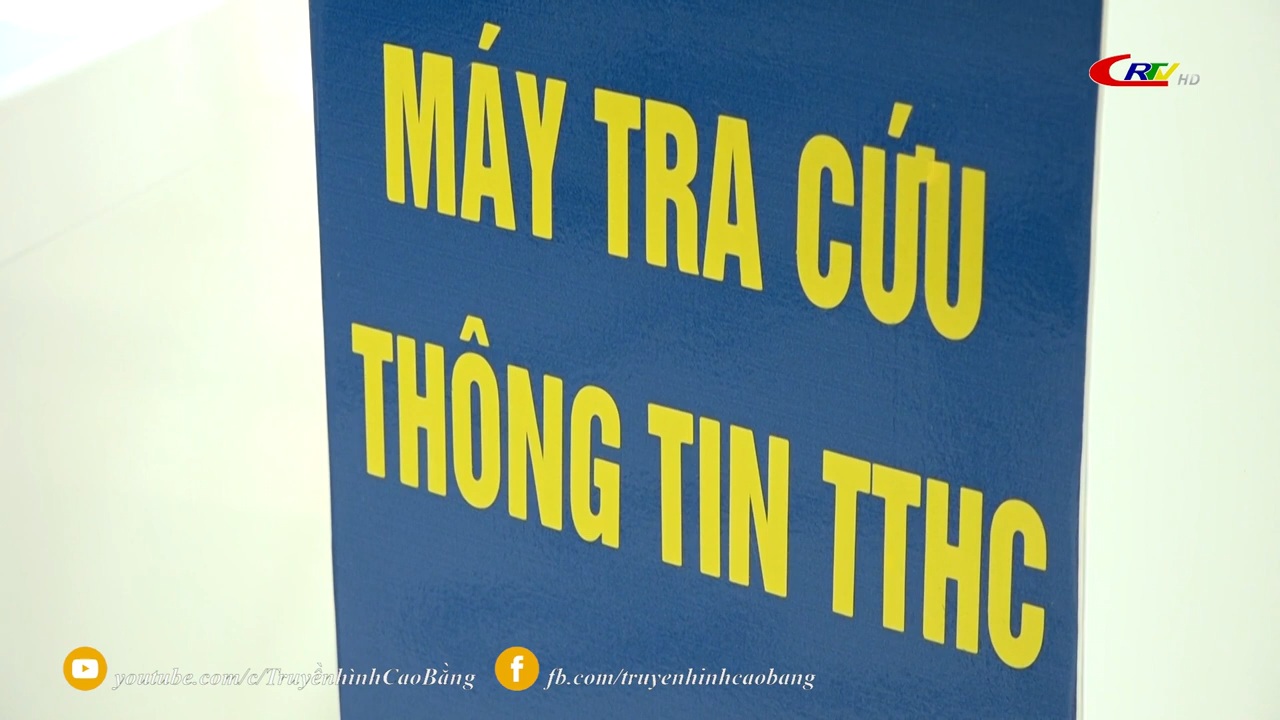 CRTV HD
MÁY TRA CỨU
THÔNG TIN TTHC
youtube.com/c/TruyềnhìnhCaoBằng
fb.com/truyenhinhcaobang